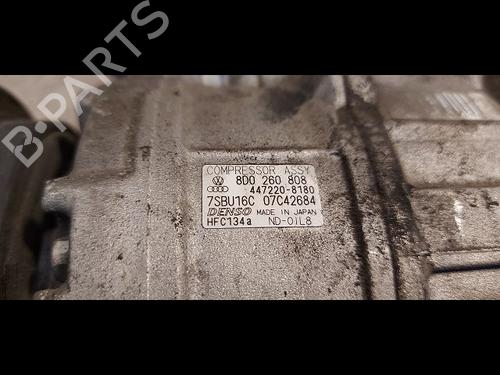 B-PARTS
COMPRESSOR ASSY
8D0 260 808
447220-8180
7SBU16C 07C42684
DENSO MADE IN JAPAN
HFC134a ND-OIL8